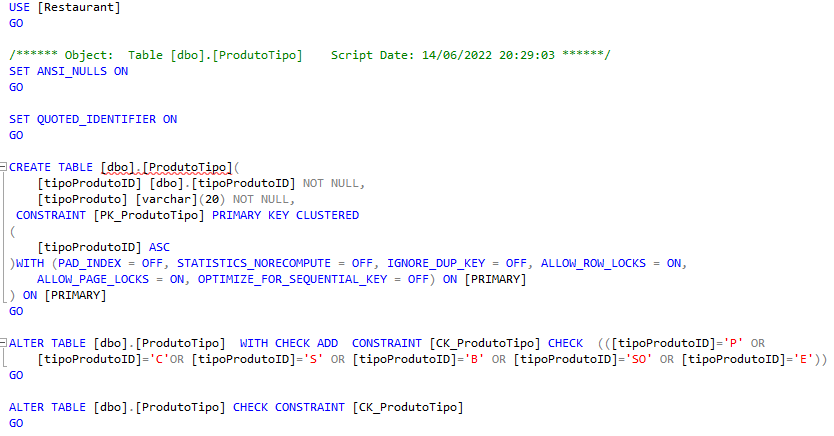 USE [Restaurant]
GO
/****** Object:  Table [dbo].[ProdutoTipo]    Script Date: 14/06/2022 20:29:03 ******/
SET ANSI_NULLS ON
GO
SET QUOTED_IDENTIFIER ON
GO
CREATE TABLE [dbo].[ProdutoTipo](
    [tipoProdutoID] [dbo].[tipoProdutoID] NOT NULL,
    [tipoProduto] [varchar](20) NOT NULL,
 CONSTRAINT [PK_ProdutoTipo] PRIMARY KEY CLUSTERED
(
    [tipoProdutoID] ASC
)WITH (PAD_INDEX = OFF, STATISTICS_NORECOMPUTE = OFF, IGNORE_DUP_KEY = OFF, ALLOW_ROW_LOCKS = ON,
    ALLOW_PAGE_LOCKS = ON, OPTIMIZE_FOR_SEQUENTIAL_KEY = OFF) ON [PRIMARY]
) ON [PRIMARY]
GO
ALTER TABLE [dbo].[ProdutoTipo]  WITH CHECK ADD  CONSTRAINT [CK_ProdutoTipo] CHECK  (([tipoProdutoID]='P' OR
    [tipoProdutoID]='C'OR [tipoProdutoID]='S' OR [tipoProdutoID]='B' OR [tipoProdutoID]='SO' OR [tipoProdutoID]='E'))
GO
ALTER TABLE [dbo].[ProdutoTipo] CHECK CONSTRAINT [CK_ProdutoTipo]
GO